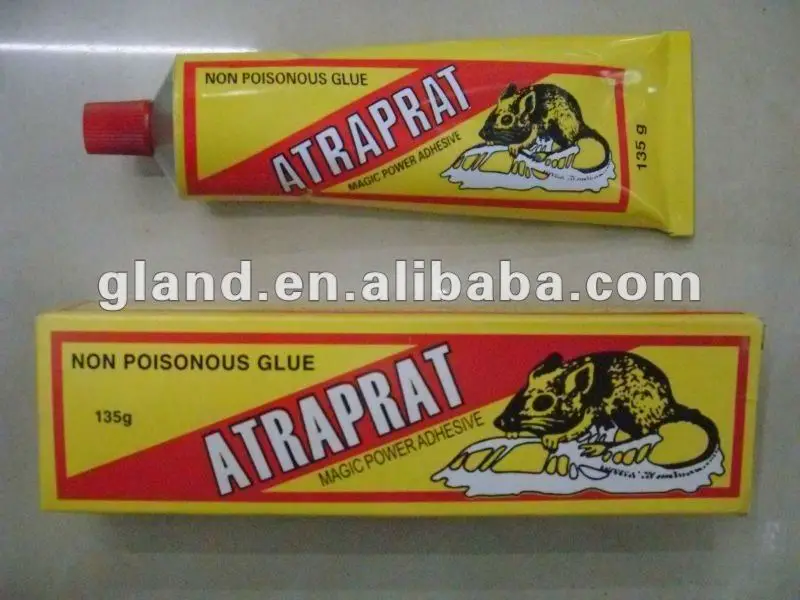 NON POISONOUS GLUE
ATRAPRAT
MAGIC POWER ADHESIVE
135 g
gland.en.alibaba.com
NON POISONOUS GLUE
135g
ATRAPRAT
MAGIC POWER ADHESIVE